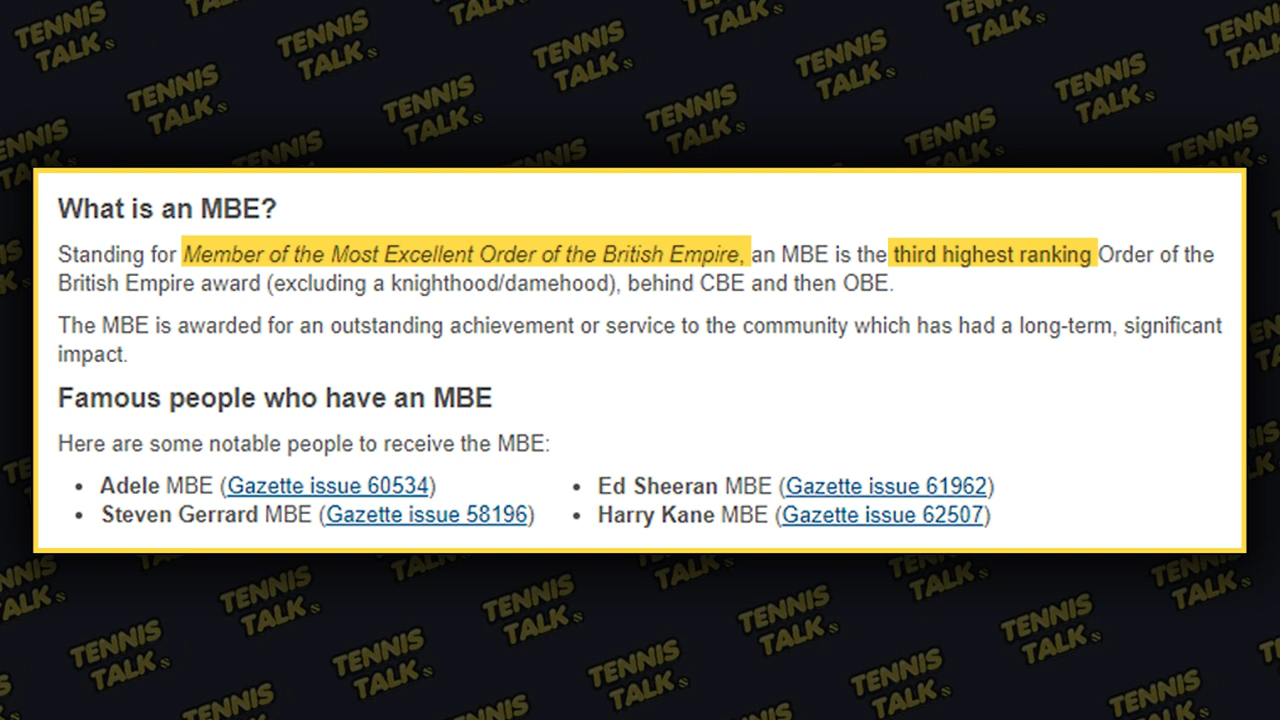 What is an MBE?
Standing for Member of the Most Excellent Order of the British Empire, an MBE is the third highest ranking Order of the
British Empire award (excluding a knighthood/damehood), behind CBE and then OBE.
The MBE is awarded for an outstanding achievement or service to the community which has had a long-term, significant
impact.
Famous people who have an MBE
Here are some notable people to receive the MBE:
• Adele MBE (Gazette issue 60534)
• Steven Gerrard MBE (Gazette issue 58196)
• Ed Sheeran MBE (Gazette issue 61962)
• Harry Kane MBE (Gazette issue 62507)
TENNIS
TALK